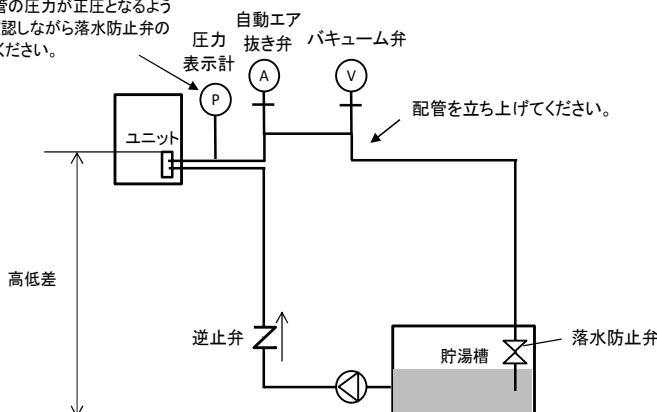 管の圧力が正圧となるよう
認しながら落水防止弁の
ください。
圧力
表示計
自動エア
抜き弁
バキューム弁
P
A
V
配管を立ち上げてください。
ユニット
高低差
逆止弁
貯湯槽
落水防止弁